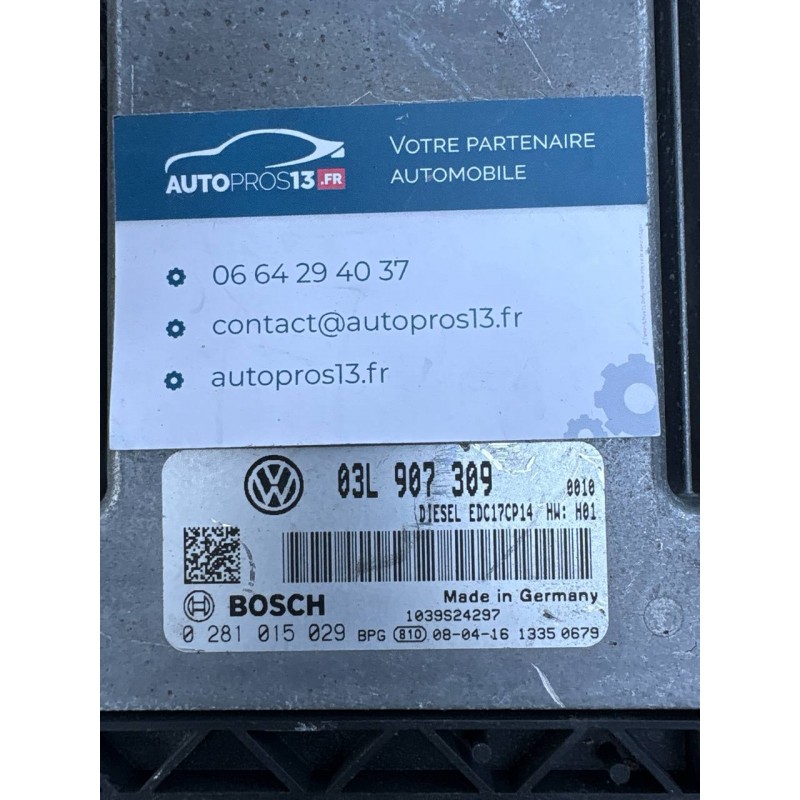 AUTOPROS13.FR
VOTRE PARTENAIRE
AUTOMOBILE
06 64 29 40 37
contact@autopros13.fr
autopros13.fr
VW 03L 907 309 0010
DIESEL EDC17CP14 HW: H01
BOSCH Made in Germany
1039S24297
0 281 015 029 BPG 810 08-04-16 1335 0679